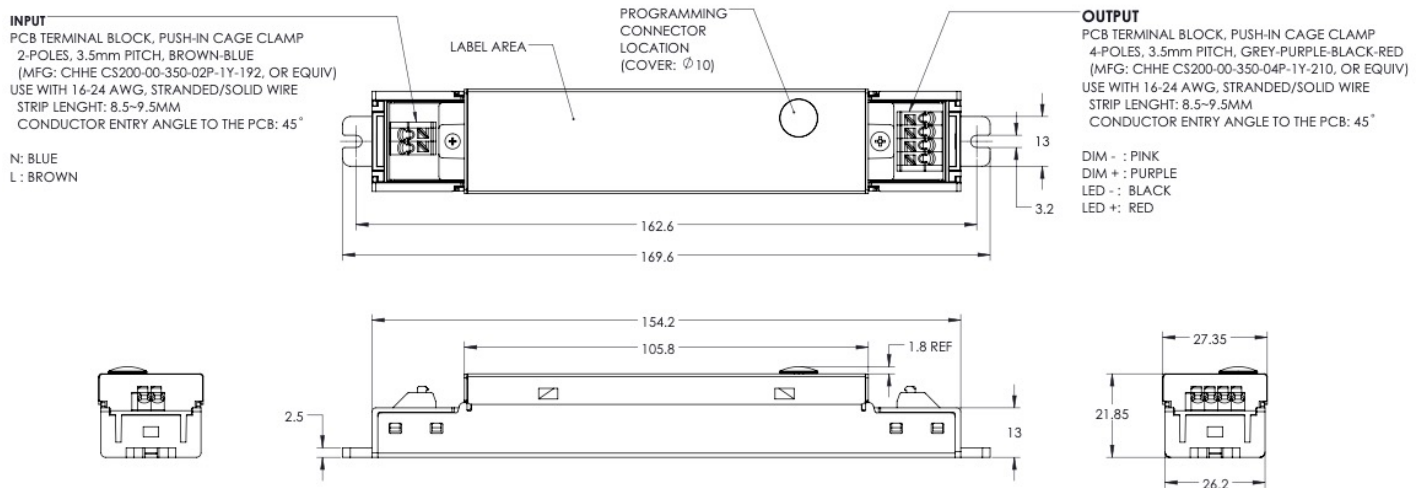 INPUT
PCB TERMINAL BLOCK, PUSH-IN CAGE CLAMP
2-POLES, 3.5mm PITCH, BROWN-BLUE
(MFG: CHHE CS200-00-350-02P-1Y-192, OR EQUIV)
USE WITH 16-24 AWG, STRANDED/SOLID WIRE
STRIP LENGHT: 8.5~9.5MM
CONDUCTOR ENTRY ANGLE TO THE PCB: 45°
N: BLUE
L : BROWN
LABEL AREA
PROGRAMMING
CONNECTOR
LOCATION
(COVER: ∅10)
OUTPUT
PCB TERMINAL BLOCK, PUSH-IN CAGE CLAMP
4-POLES, 3.5mm PITCH, GREY-PURPLE-BLACK-RED
(MFG: CHHE CS200-00-350-04P-1Y-210, OR EQUIV)
USE WITH 16-24 AWG, STRANDED/SOLID WIRE
STRIP LENGHT: 8.5~9.5MM
CONDUCTOR ENTRY ANGLE TO THE PCB: 45°
DIM - : PINK
DIM + : PURPLE
LED - : BLACK
LED +: RED
13
3.2
162.6
169.6
154.2
105.8
1.8 REF
2.5
13
27.35
21.85
26.2